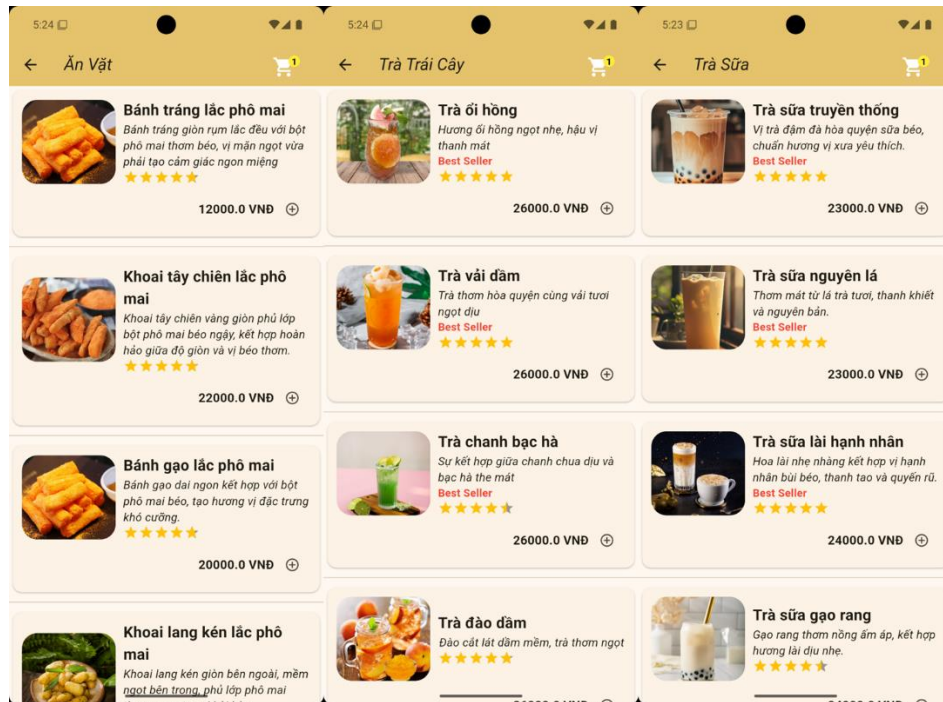 5:24
Ăn Vặt
1
Bánh tráng lắc phô mai
Bánh tráng giòn rụm lắc đều với bột
phô mai thơm béo, vị mặn ngọt vừa
phải tạo cảm giác ngon miệng
12000.0 VNĐ
Khoai tây chiên lắc phô
mai
Khoai tây chiên vàng giòn phủ lớp
bột phô mai béo ngậy, kết hợp hoàn
hảo giữa độ giòn và vị béo thơm.
22000.0 VNĐ
Bánh gạo lắc phô mai
Bánh gạo dai ngon kết hợp với bột
phô mai béo, tạo hương vị đặc trưng
khó cưỡng.
20000.0 VNĐ
Khoai lang kén lắc phô
mai
Khoai lang kén giòn bên ngoài, mềm
ngọt bên trong, phủ lớp phô mai
5:24
Trà Trái Cây
1
Trà ổi hồng
Hương ổi hồng ngọt nhẹ, hậu vị
thanh mát
Best Seller
26000.0 VNĐ
Trà vải dầm
Trà thơm hòa quyện cùng vải tươi
ngọt dịu
Best Seller
26000.0 VNĐ
Trà chanh bạc hà
Sự kết hợp giữa chanh chua dịu và
bạc hà the mát
Best Seller
26000.0 VNĐ
Trà đào dầm
Đào cắt lát dầm mềm, trà thơm ngọt
5:23
Trà Sữa
1
Trà sữa truyền thống
Vị trà đậm đà hòa quyện sữa béo,
chuẩn hương vị xưa yêu thích.
Best Seller
23000.0 VNĐ
Trà sữa nguyên lá
Thơm mát từ lá trà tươi, thanh khiết
và nguyên bản.
Best Seller
23000.0 VNĐ
Trà sữa lài hạnh nhân
Hoa lài nhẹ nhàng kết hợp vị hạnh
nhân bùi béo, thanh tao và quyến rũ.
Best Seller
24000.0 VNĐ
Trà sữa gạo rang
Gạo rang thơm nồng ấm áp, kết hợp
hương lài dịu nhẹ.